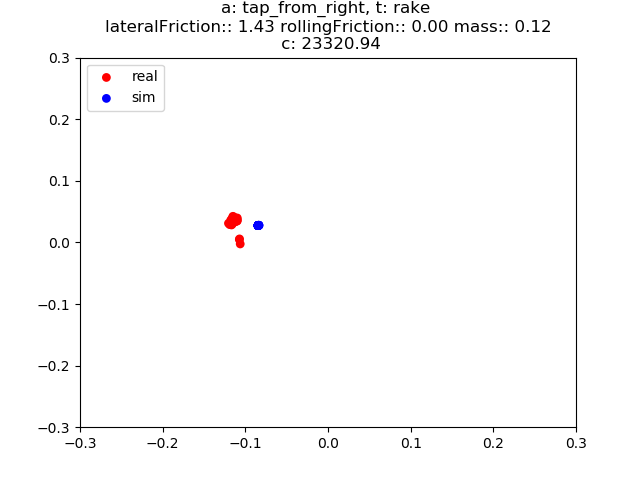 a: tap_from_right, t: rake
lateralFriction:: 1.43 rollingFriction:: 0.00 mass:: 0.12
c: 23320.94
real
sim
0.3
0.2
0.1
0.0
−0.1
−0.2
−0.3
−0.3 −0.2 −0.1 0.0 0.1 0.2 0.3